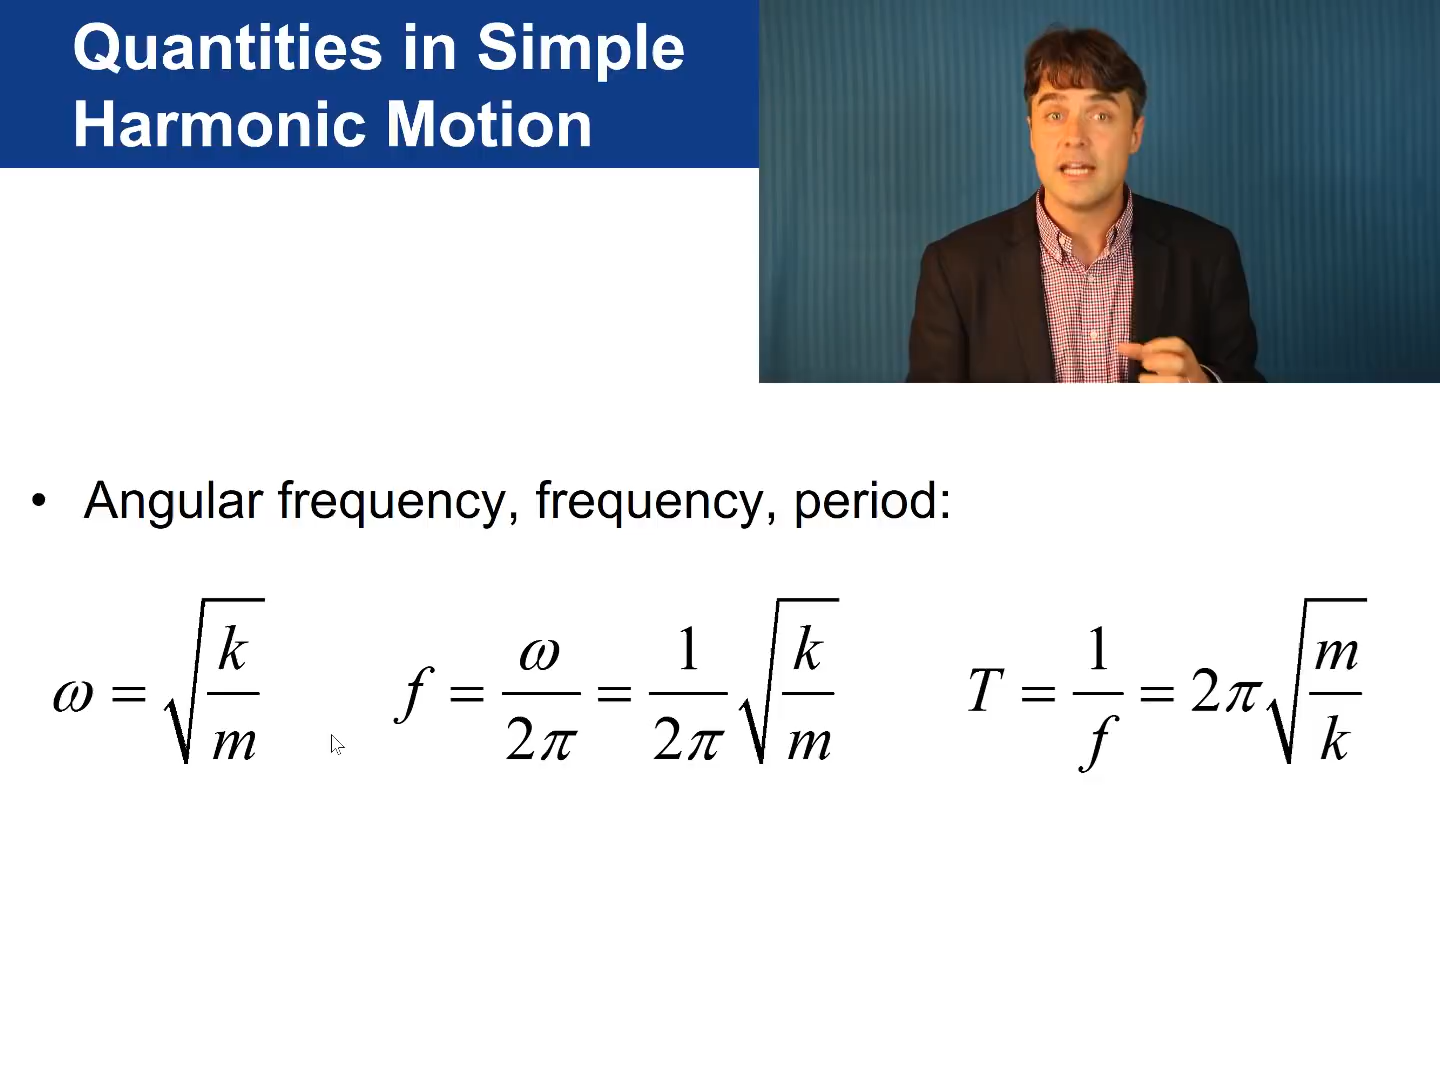 Quantities in Simple
Harmonic Motion
• Angular frequency, frequency, period:
ω = √(k/m)
f = ω/2π = 1/2π √(k/m)
T = 1/f = 2π √(m/k)